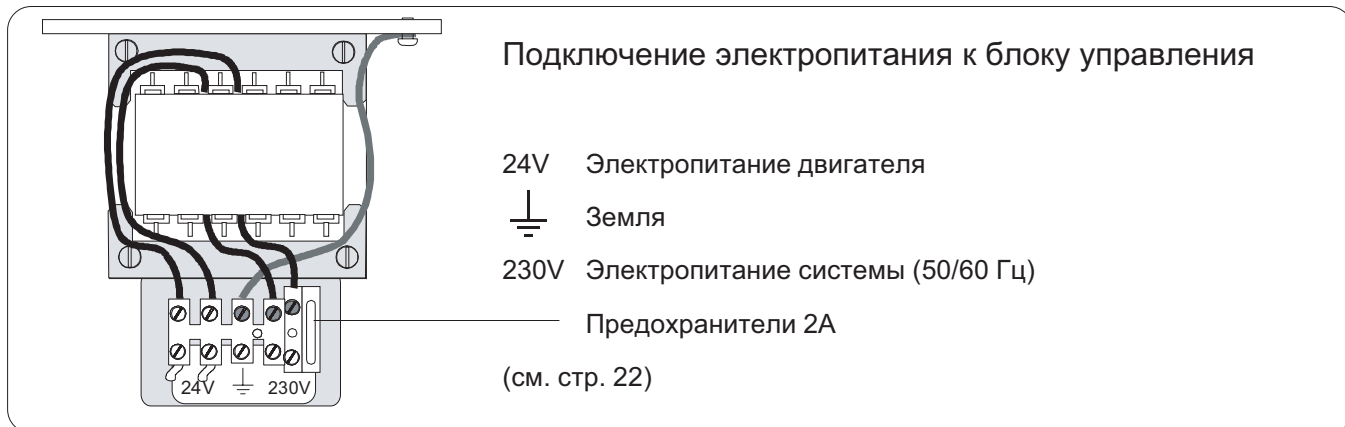 Подключение электропитания к блоку управления
24V Электропитание двигателя
Земля
230V Электропитание системы (50/60 Гц)
Предохранители 2А
(см. стр. 22)
24V 230V